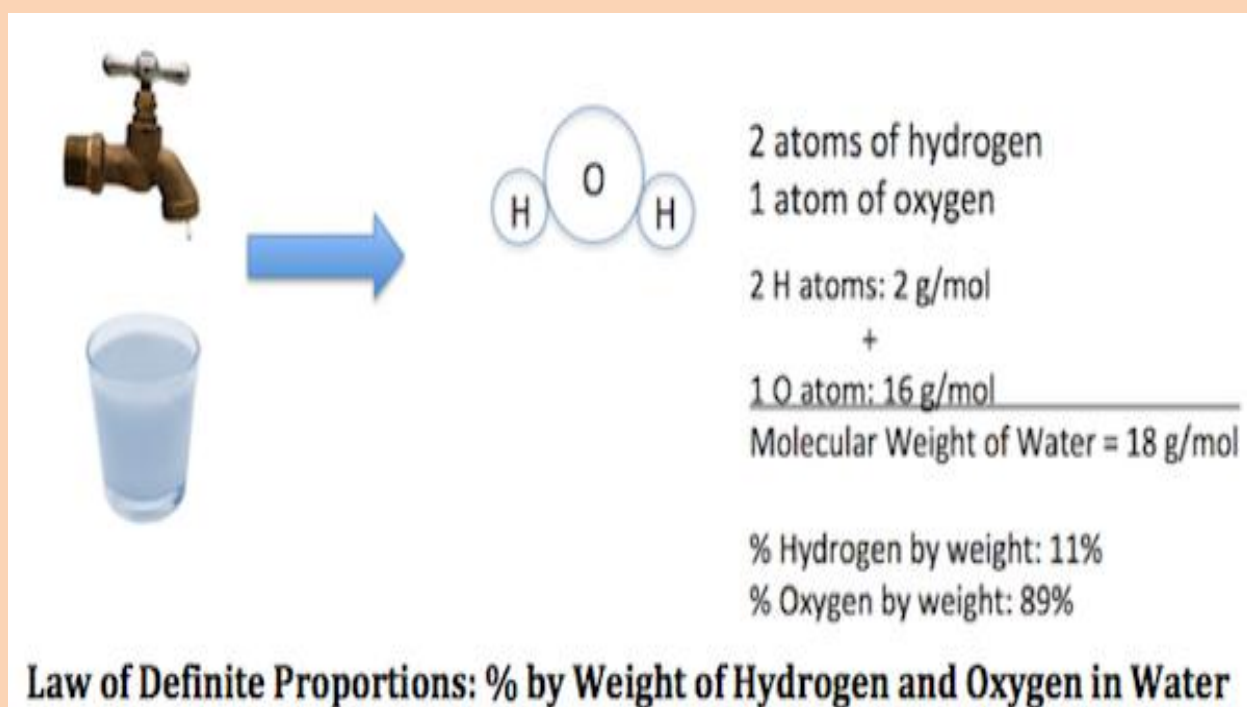 H O H
2 atoms of hydrogen
1 atom of oxygen
2 H atoms: 2 g/mol
+
1 O atom: 16 g/mol
Molecular Weight of Water = 18 g/mol
% Hydrogen by weight: 11%
% Oxygen by weight: 89%
Law of Definite Proportions: % by Weight of Hydrogen and Oxygen in Water